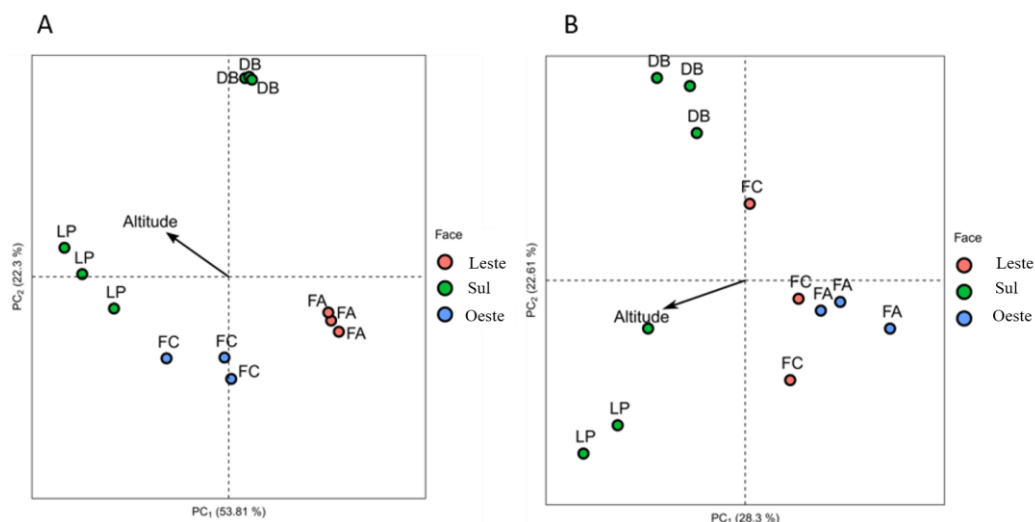 A
DB
DB
DB
LP
LP
LP
Altitude
FC
FC
FC
FA
FA
FA
PC2 (22.3 %)
PC1 (53.81 %)
Face
Leste
Sul
Oeste
B
DB
DB
DB
FC
FC
FA
FA
FA
FC
Altitude
LP
LP
PC2 (22.61 %)
PC1 (28.3 %)
Face
Leste
Sul
Oeste